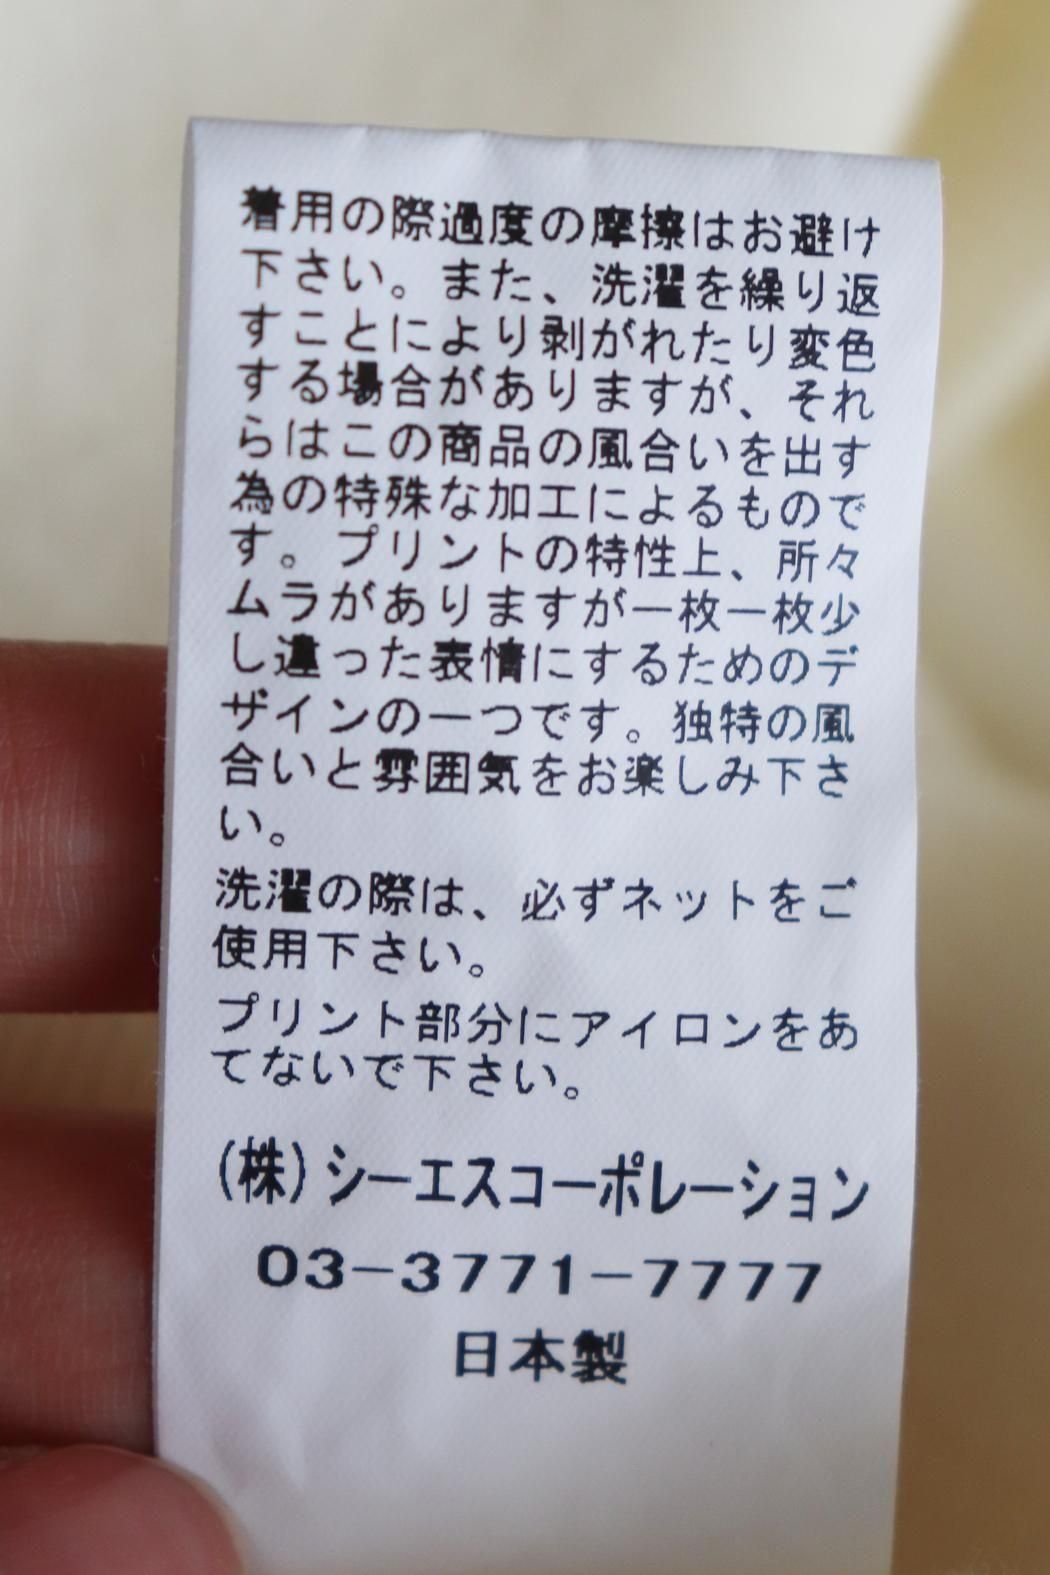 着用の際過度の摩擦はお避け
下さい。また、洗濯を繰り返
すことにより剥がれたり変色
する場合がありますが、それ
らはこの商品の風合いを出す
為の特殊な加工によるもので
す。プリントの特性上、所々
ムラがありますが一枚一枚少
し違った表情にするためのデ
ザインの一つです。独特の風
合いと雰囲気をお楽しみ下さ
い。
洗濯の際は、必ずネットをご
使用下さい。
プリント部分にアイロンをあ
てないで下さい。
(株)シーエスコーポレーション
03-3771-7777
日本製